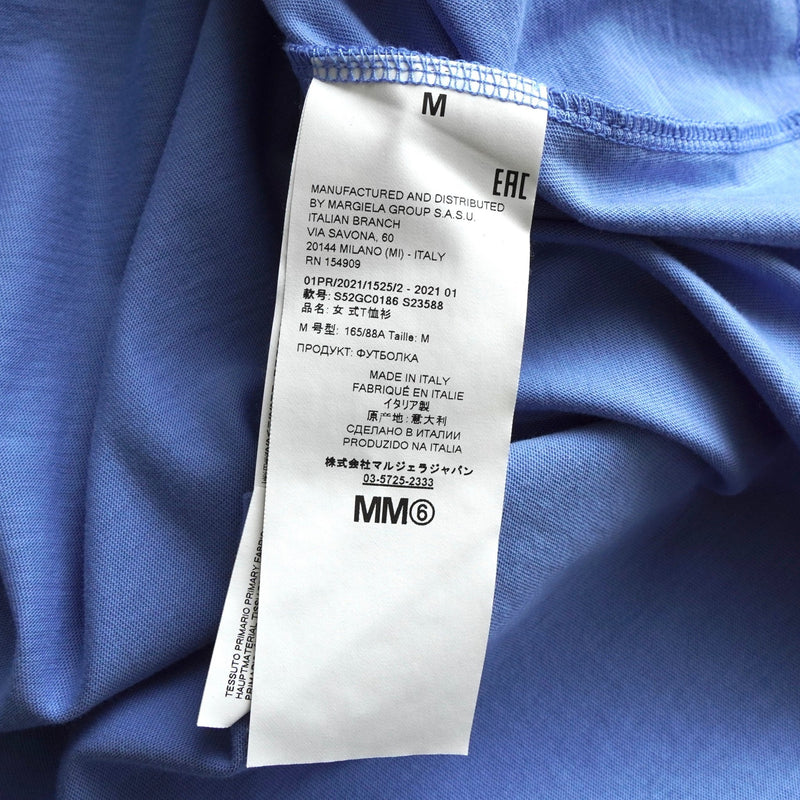 M
EAC
MANUFACTURED AND DISTRIBUTED
BY MARGIELA GROUP S.A.S.U.
ITALIAN BRANCH
VIA SAVONA, 60
20144 MILANO (MI) - ITALY
RN 154909
01PR/2021/1525/2 - 2021 01
款号: S52GC0186 S23588
品名: 女 式T恤衫
M 号型: 165/88A Taille: M
ПРОДУКТ: ФУТБОЛКА
MADE IN ITALY
FABRIQUÉ EN ITALIE
イタリア製
原产地: 意大利
СДЕЛАНО В ИТАЛИИ
PRODUZIDO NA ITALIA
株式会社マルジェラジャパン
03-5725-2333
MM⑥
TESSUTO PRIMARIO PRIMARY FABRIC
HAUPTMATERIAL